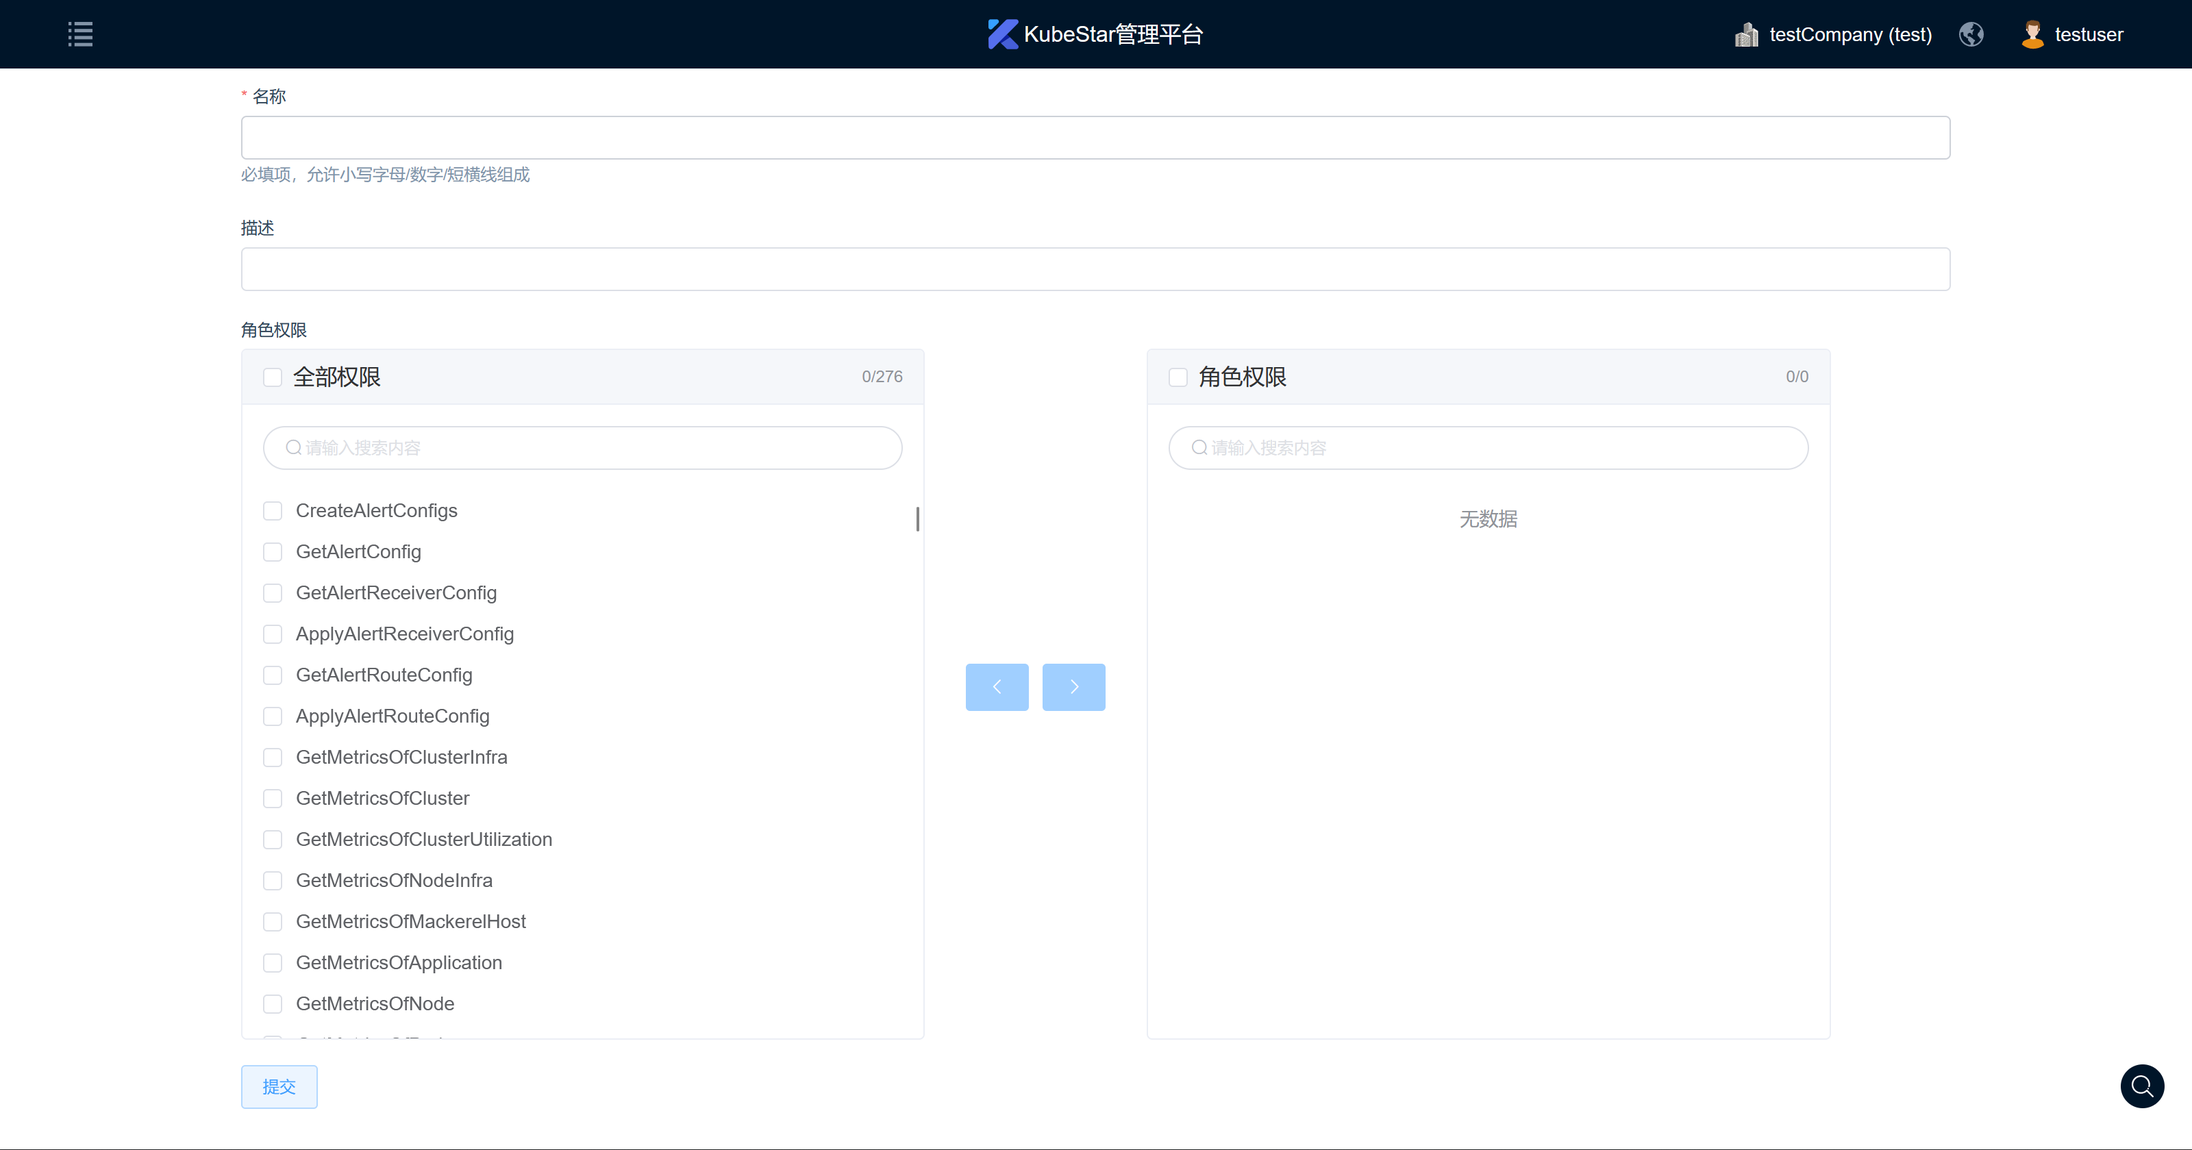 KubeStar管理平台
testCompany (test)
testuser
* 名称
必填项，允许小写字母/数字/短横线组成
描述
角色权限
全部权限
0/276
请输入搜索内容
CreateAlertConfigs
GetAlertConfig
GetAlertReceiverConfig
ApplyAlertReceiverConfig
GetAlertRouteConfig
ApplyAlertRouteConfig
GetMetricsOfClusterInfra
GetMetricsOfCluster
GetMetricsOfClusterUtilization
GetMetricsOfNodeInfra
GetMetricsOfMackerelHost
GetMetricsOfApplication
GetMetricsOfNode
角色权限
0/0
请输入搜索内容
无数据
提交